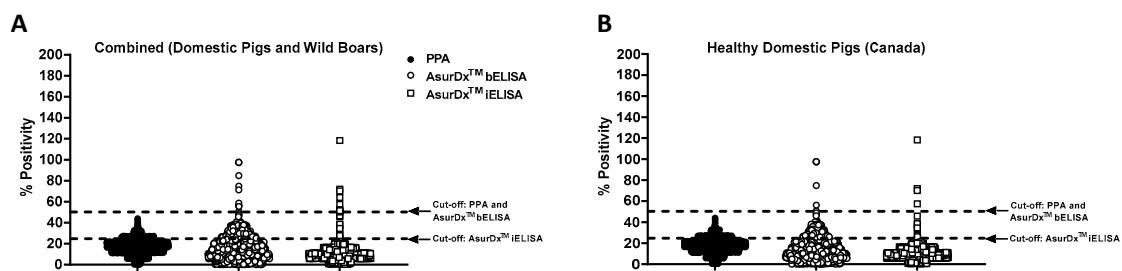 A
Combined (Domestic Pigs and Wild Boars)
% Positivity
200
180
160
140
120
100
80
60
40
20
0
PPA
AsurDx™ bELISA
AsurDx™ iELISA
Cut-off: PPA and
AsurDx™ bELISA
Cut-off: AsurDx™ iELISA
B
Healthy Domestic Pigs (Canada)
% Positivity
200
180
160
140
120
100
80
60
40
20
0
Cut-off: PPA and
AsurDx™ bELISA
Cut-off: AsurDx™ iELISA